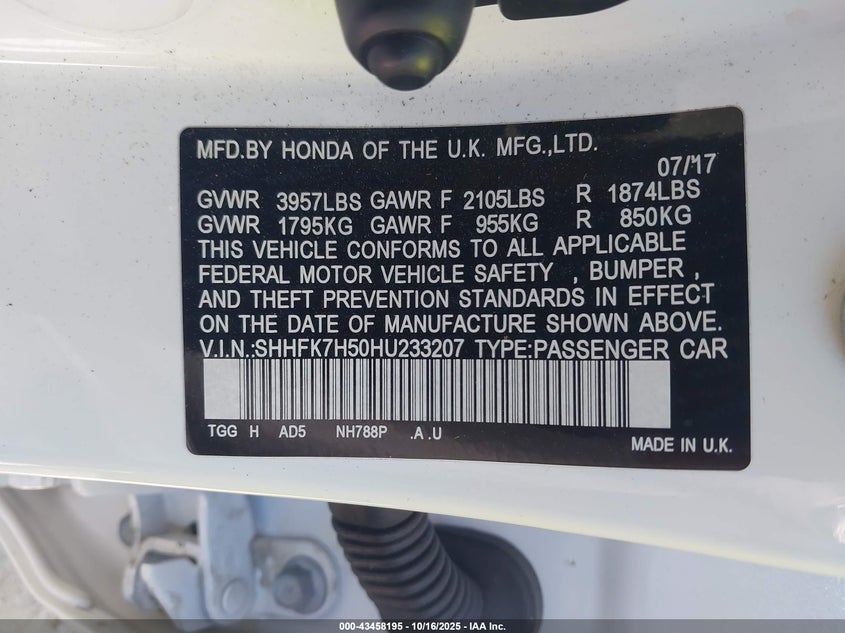 MFD.BY HONDA OF THE U.K. MFG.,LTD.
07/17
GVWR 3957LBS GAWR F 2105LBS R 1874LBS
GVWR 1795KG GAWR F 955KG R 850KG
THIS VEHICLE CONFORMS TO ALL APPLICABLE
FEDERAL MOTOR VEHICLE SAFETY , BUMPER ,
AND THEFT PREVENTION STANDARDS IN EFFECT
ON THE DATE OF MANUFACTURE SHOWN ABOVE.
V.I.N.:SHHFK7H50HU233207 TYPE:PASSENGER CAR
TGG H AD5 NH788P .A .U
MADE IN U.K.
000-43458195 - 10/16/2025 - IAA Inc.